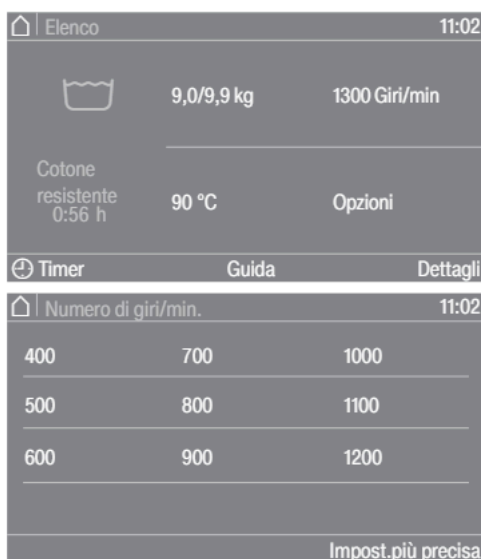 Elenco 11:02
9,0/9,9 kg 1300 Giri/min
Cotone
resistente
0:56 h
90 °C Opzioni
Timer Guida Dettagli
Numero di giri/min. 11:02
400 700 1000
500 800 1100
600 900 1200
Impost.più precisa